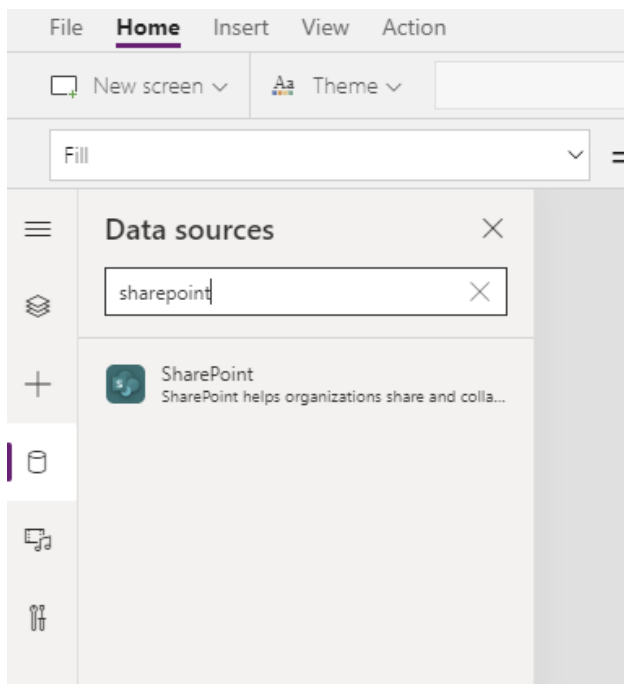 File Home Insert View Action
New screen Aa Theme
Fill =
Data sources
sharepoint
S SharePoint
SharePoint helps organizations share and colla...